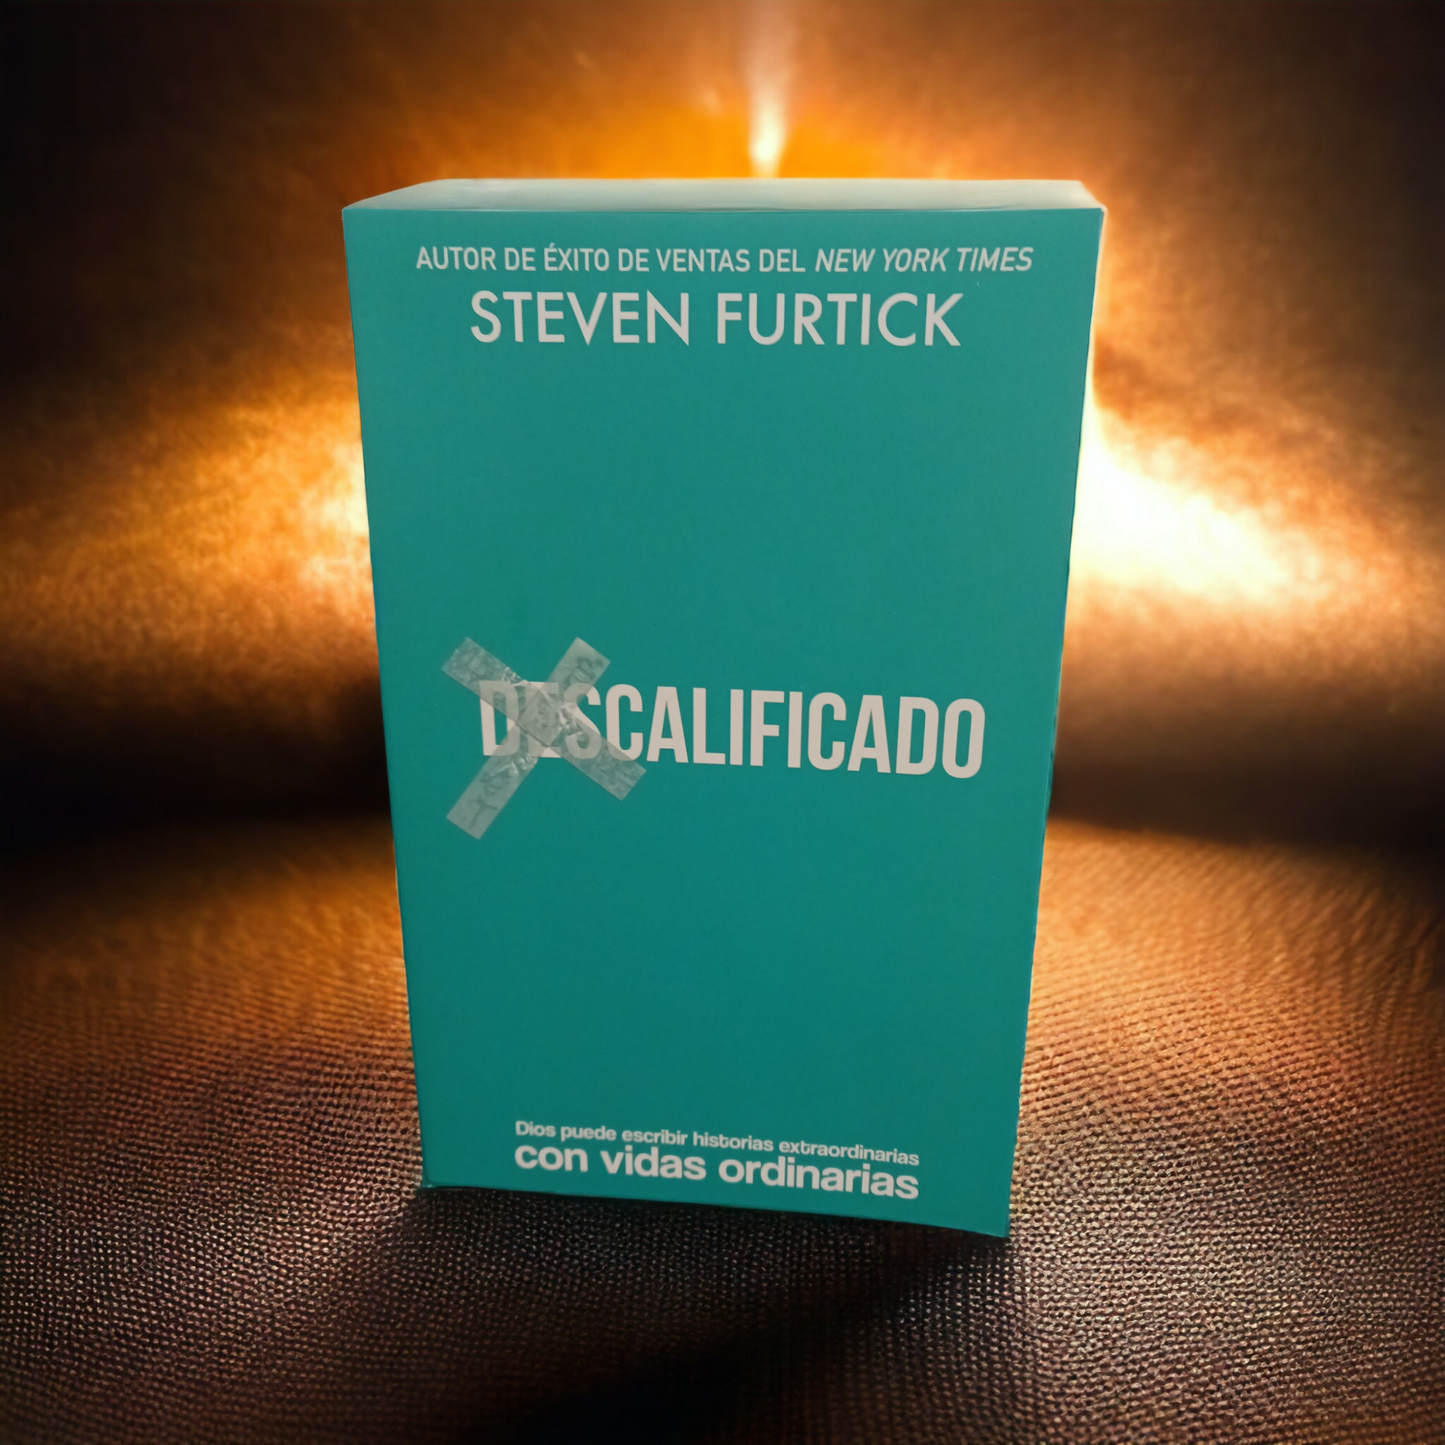 AUTOR DE ÉXITO DE VENTAS DEL NEW YORK TIMES
STEVEN FURTICK
DESCALIFICADO
Dios puede escribir historias extraordinarias
con vidas ordinarias